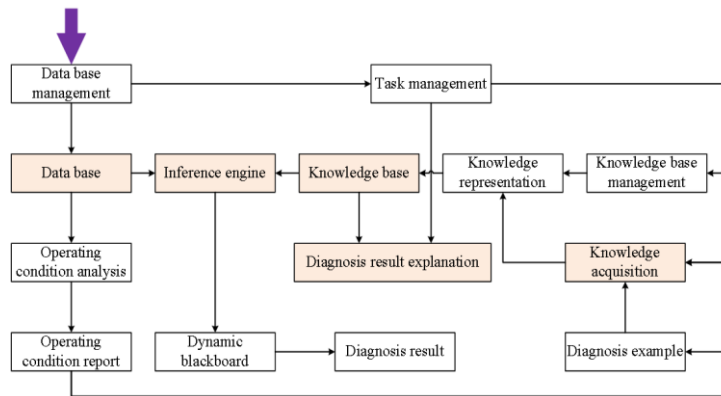 Data base
management
Task management
Data base
Inference engine
Knowledge base
Knowledge
representation
Knowledge base
management
Operating
condition analysis
Diagnosis result explanation
Knowledge
acquisition
Operating
condition report
Dynamic
blackboard
Diagnosis result
Diagnosis example